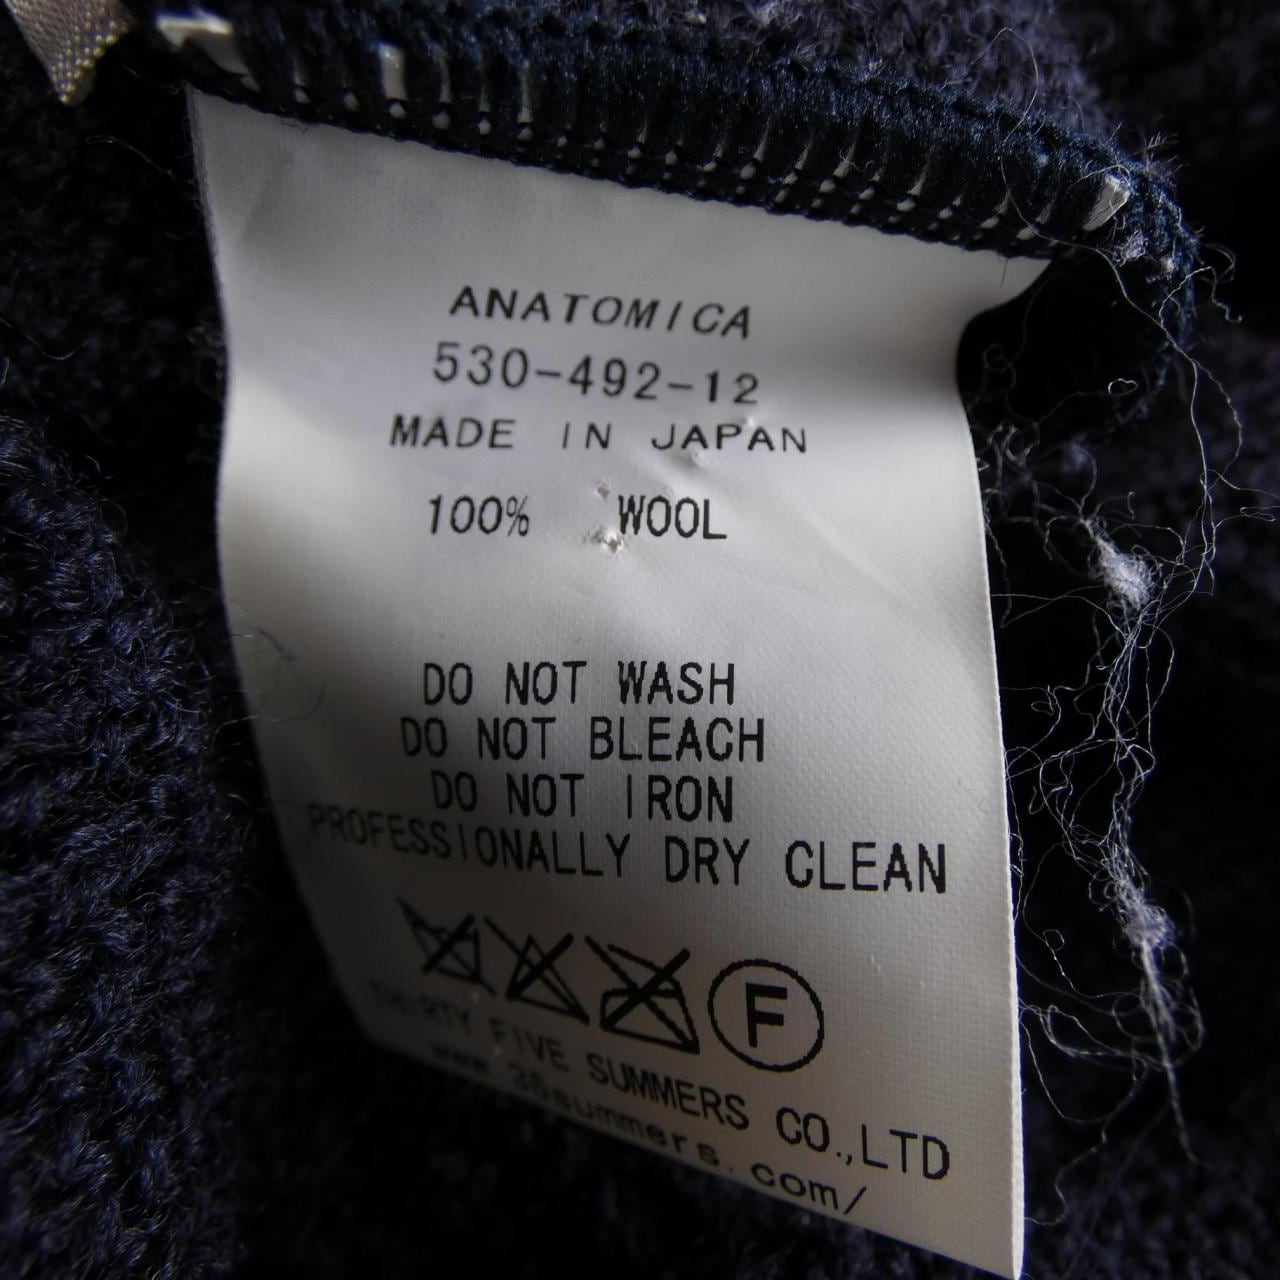 ANATOMICA
530-492-12
MADE IN JAPAN
100% WOOL
DO NOT WASH
DO NOT BLEACH
DO NOT IRON
PROFESSIONALLY DRY CLEAN
F
THIRTY FIVE SUMMERS CO.,LTD
www.35summers.com/